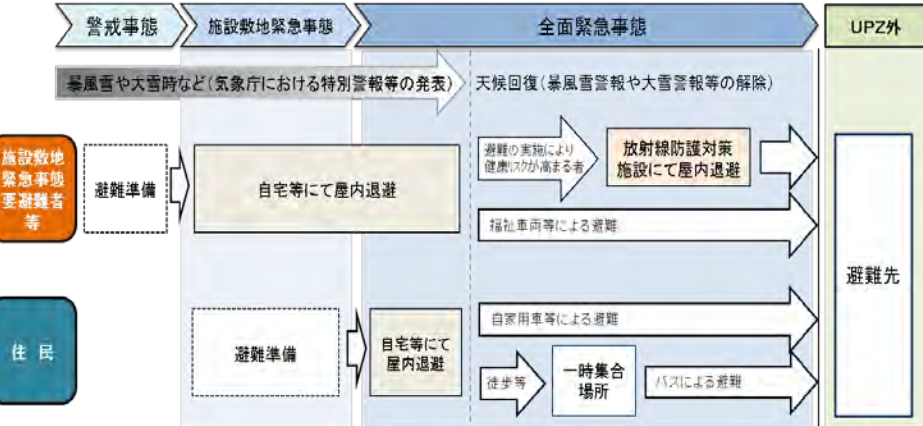 警戒事態
施設敷地緊急事態
全面緊急事態
UPZ外
暴風雪や大雪時など(気象庁における特別警報等の発表)
天候回復(暴風雪警報や大雪警報等の解除)
施設敷地
緊急事態
要避難者
等
避難準備
自宅等にて屋内退避
避難の実施により
健康リスクが高まる者
放射線防護対策
施設にて屋内退避
福祉車両等による避難
避難先
住民
避難準備
自宅等にて
屋内退避
自家用車等による避難
徒歩等
一時集合
場所
バスによる避難